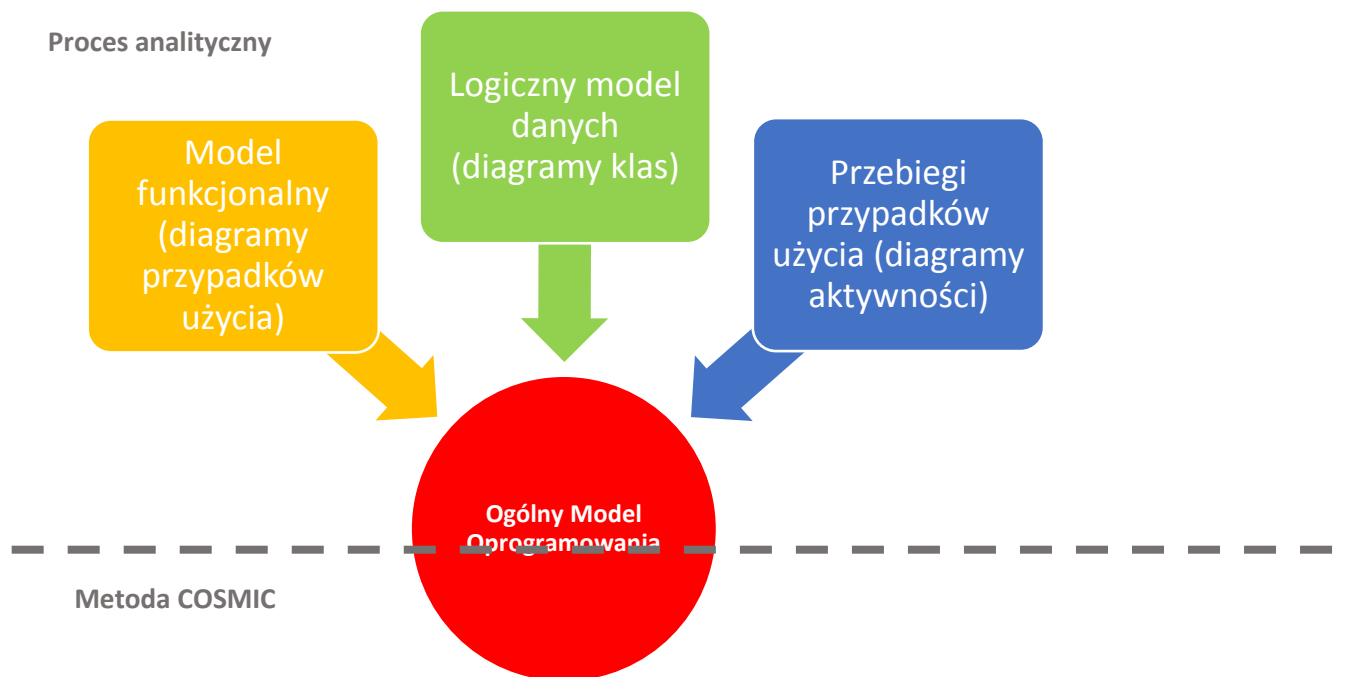 Proces analityczny
Model
funkcjonalny
(diagramy
przypadków
użycia)
Logiczny model
danych
(diagramy klas)
Przebiegi
przypadków
użycia (diagramy
aktywności)
Ogólny Model
Oprogramowania
Metoda COSMIC